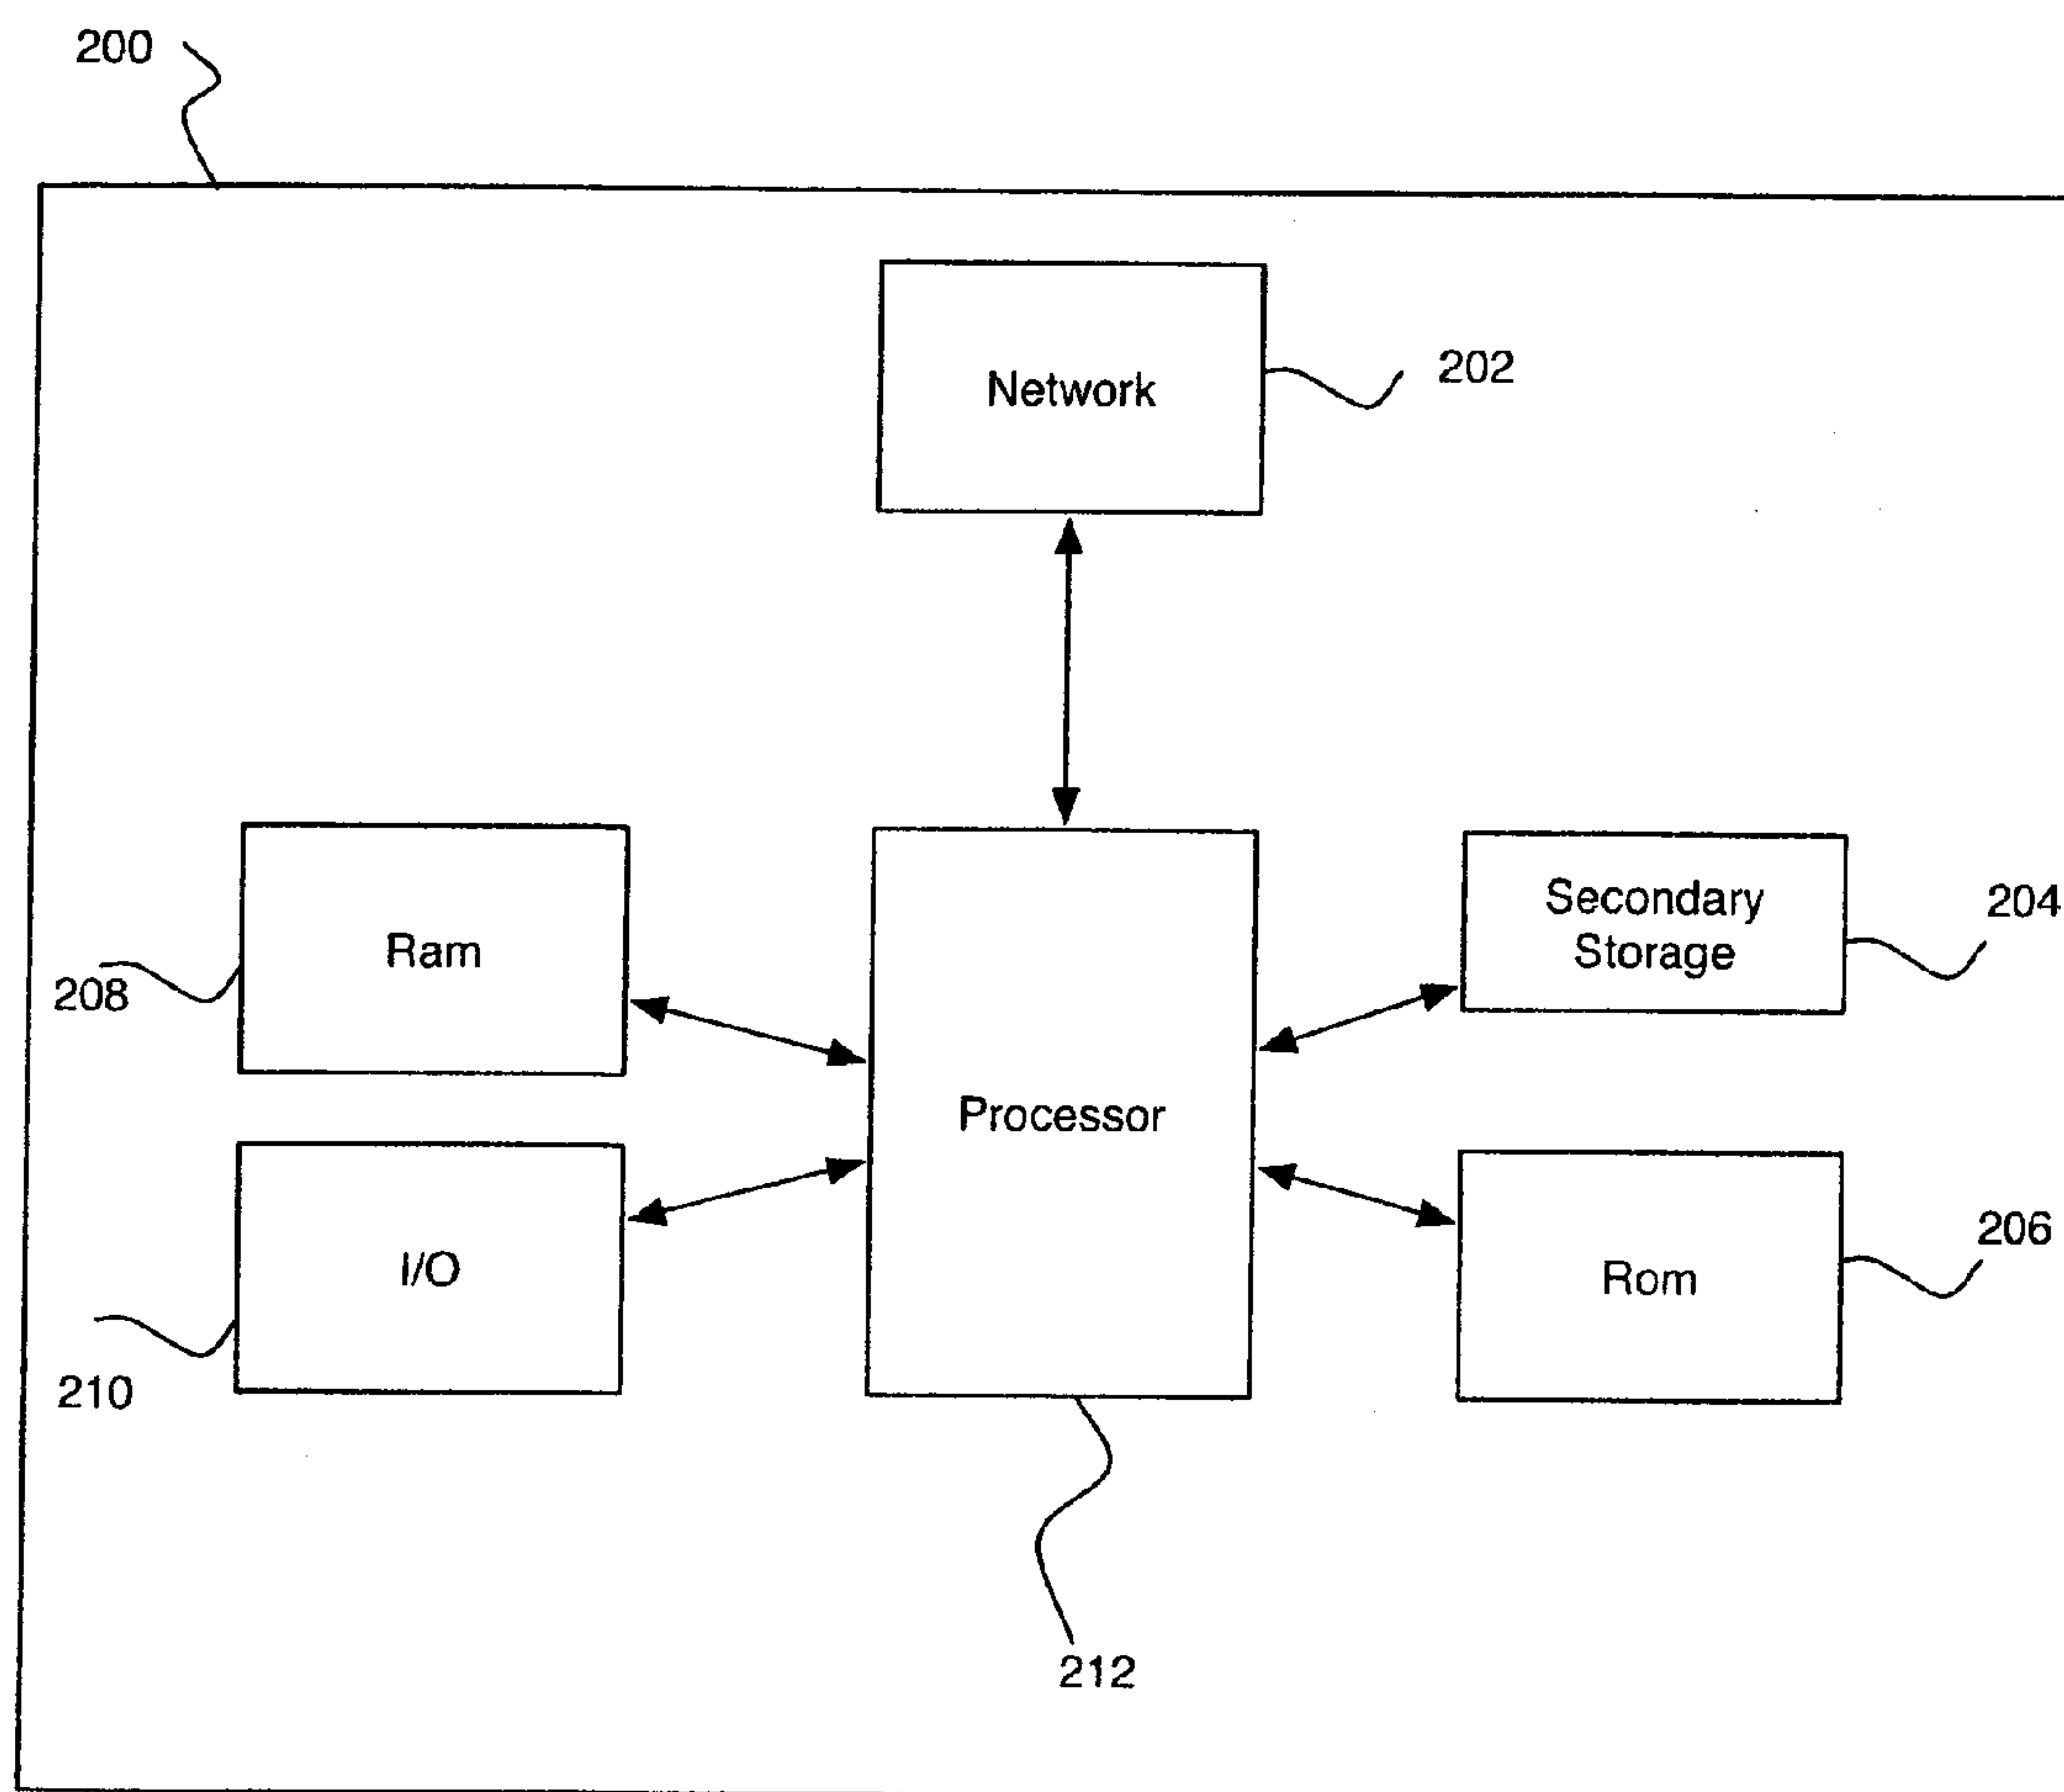 200
Network
202
Ram
208
Processor
Secondary
Storage
204
I/O
210
Rom
206
212